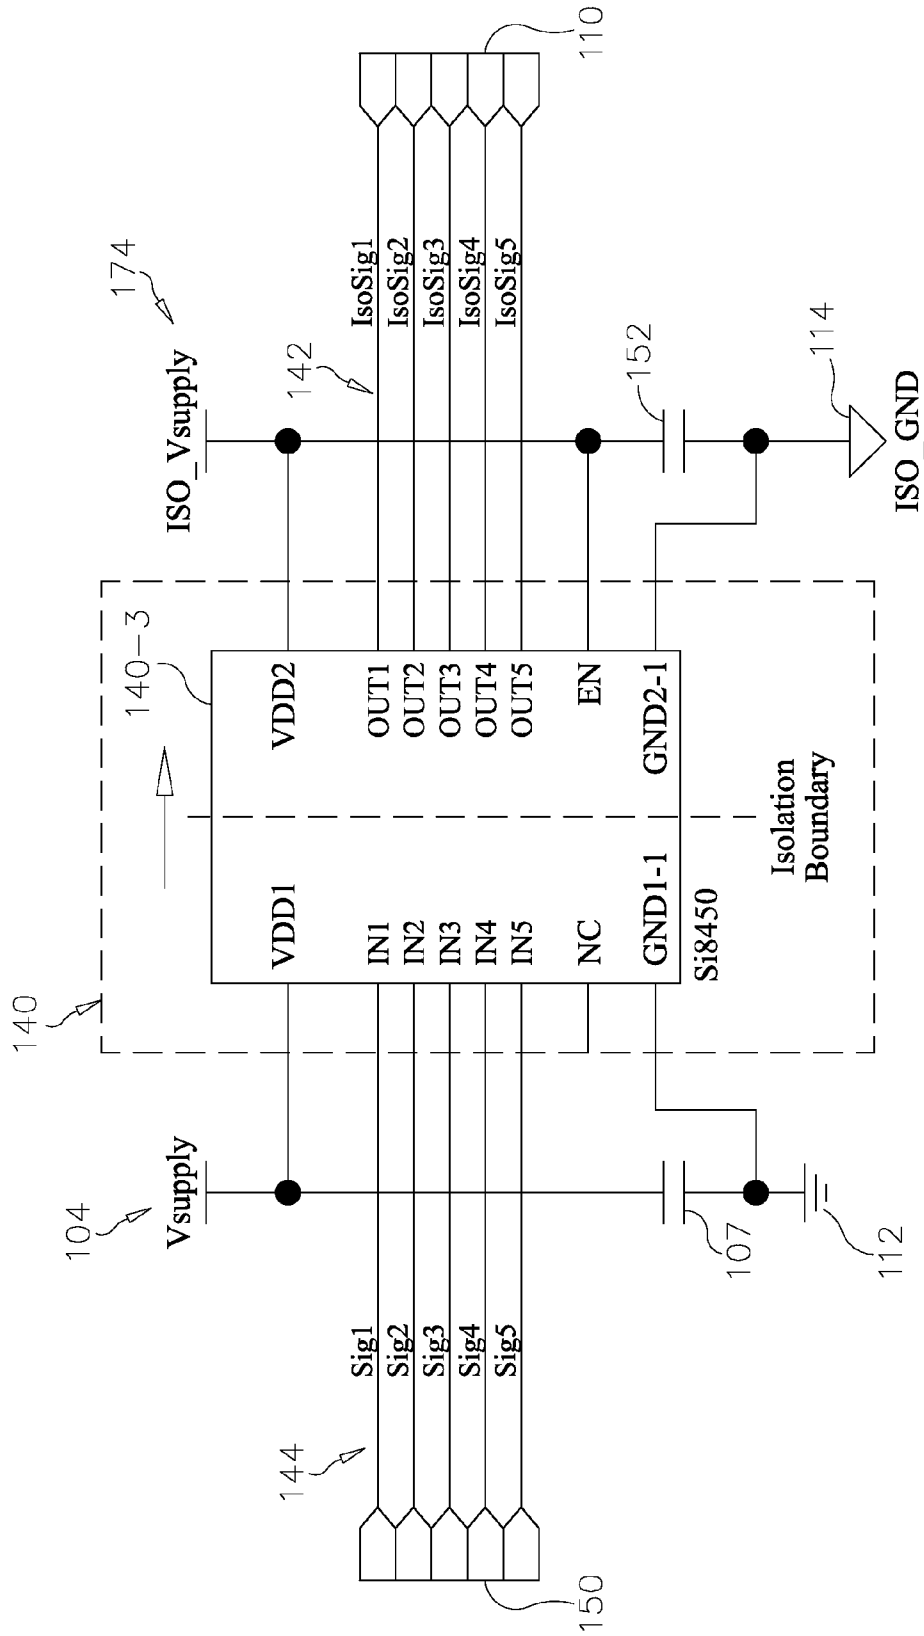 140
140-3
104
Vsupply
ISO_Vsupply
174
VDD1
VDD2
142
144
Sig1
IN1
OUT1
IsoSig1
Sig2
IN2
OUT2
IsoSig2
Sig3
IN3
OUT3
IsoSig3
Sig4
IN4
OUT4
IsoSig4
Sig5
IN5
OUT5
IsoSig5
150
110
NC
EN
152
GND1-1
GND2-1
Si8450
107
Isolation
Boundary
114
112
ISO_GND